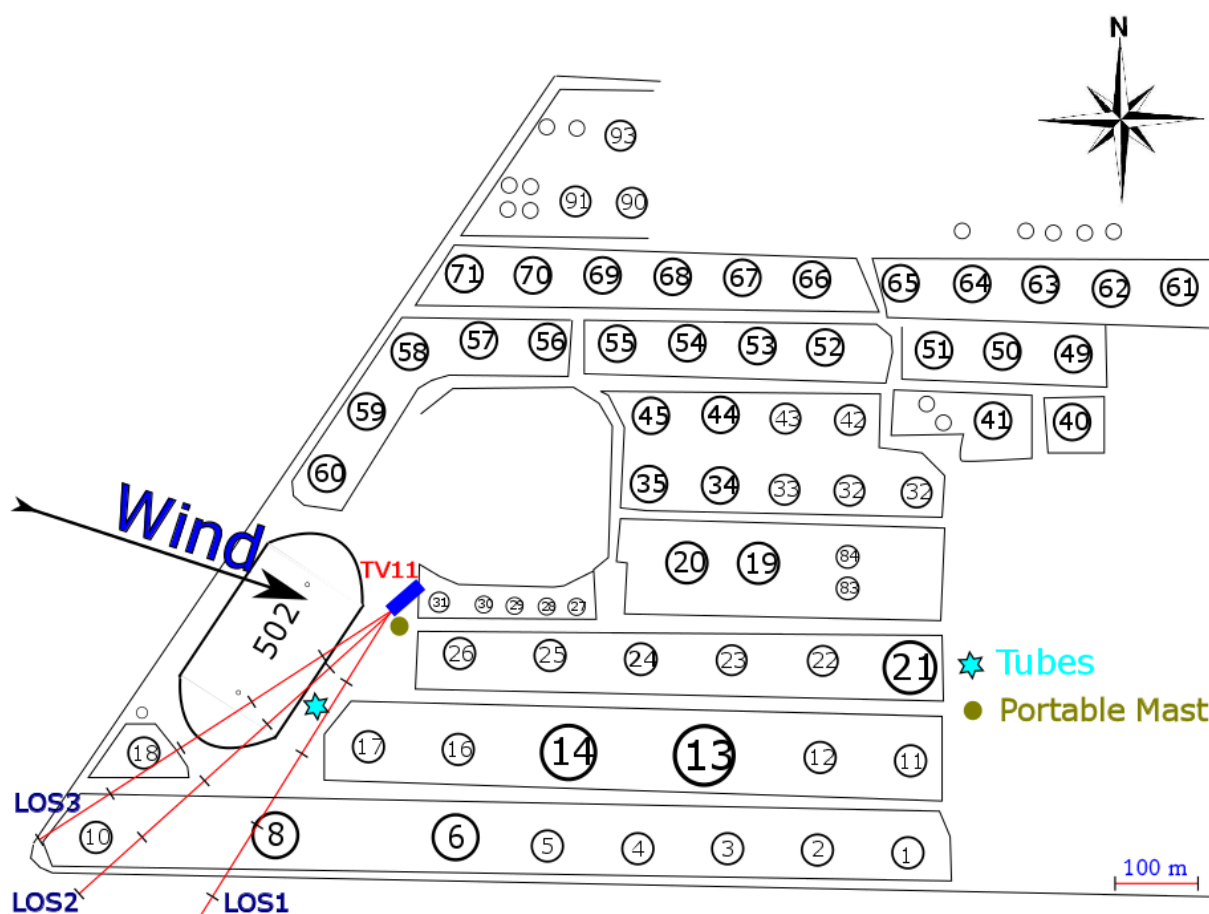 N
93
91 90
71 70 69 68 67 66 65 64 63 62 61
58 57 56 55 54 53 52 51 50 49
59 45 44 43 42 41 40
60 35 34 33 32 32
Wind
502
TV11
20 19 84
83
31 30 29 28 27
26 25 24 23 22 21
Tubes
Portable Mast
18 17 16 14 13 12 11
LOS3
10 8 6 5 4 3 2 1
LOS2
LOS1
100 m